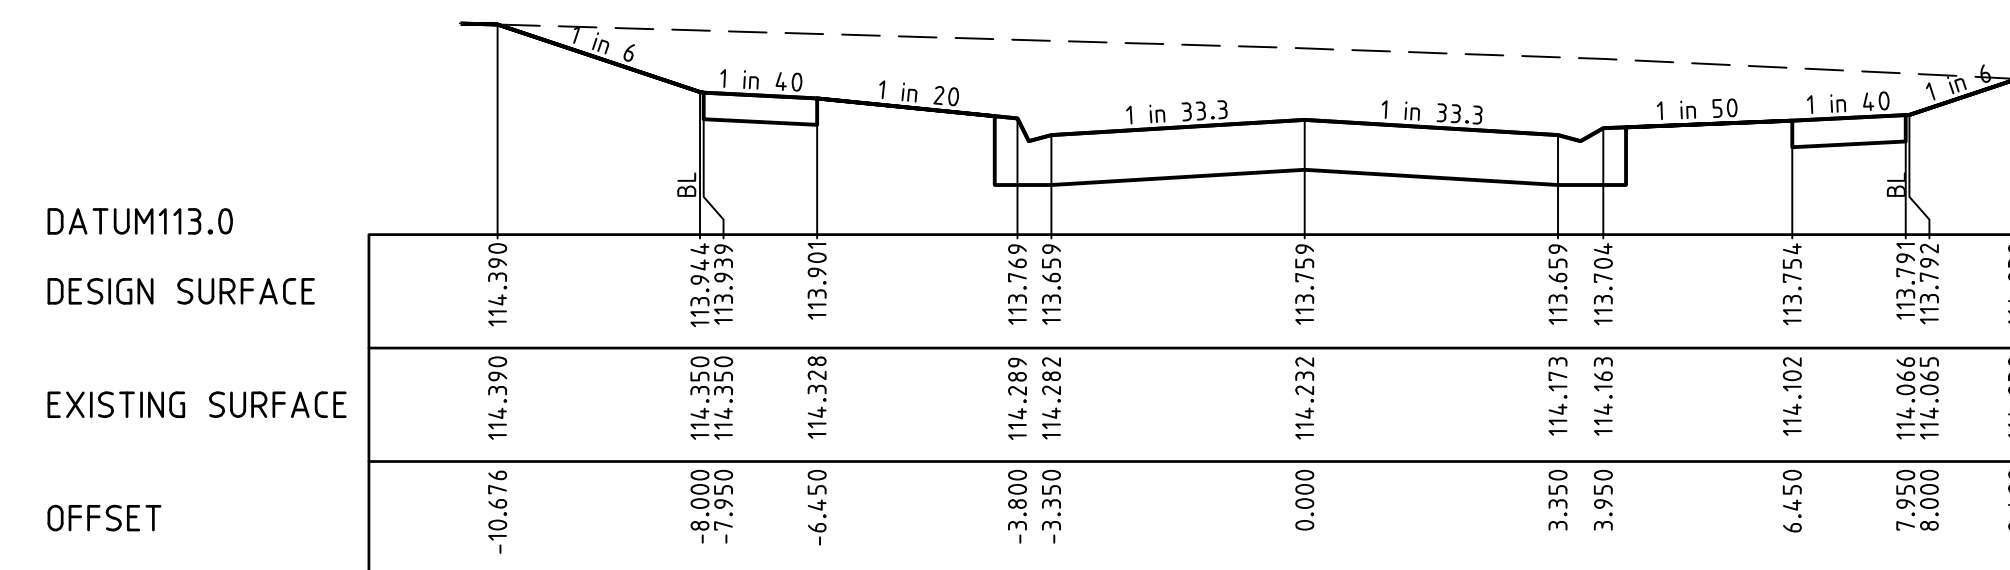 1 in 6
1 in 40
1 in 20
1 in 33.3
1 in 33.3
1 in 50
1 in 40
1 in 6
BL
BL
DATUM113.0
DESIGN SURFACE 114.390 113.944 113.939 113.901 113.769 113.659 113.759 113.659 113.704 113.754 113.791 113.792
EXISTING SURFACE 114.390 114.350 114.350 114.328 114.289 114.282 114.232 114.173 114.163 114.102 114.066 114.065
OFFSET -10.676 -8.000 -7.950 -6.450 -3.800 -3.350 0.000 3.350 3.950 6.450 7.950 8.000